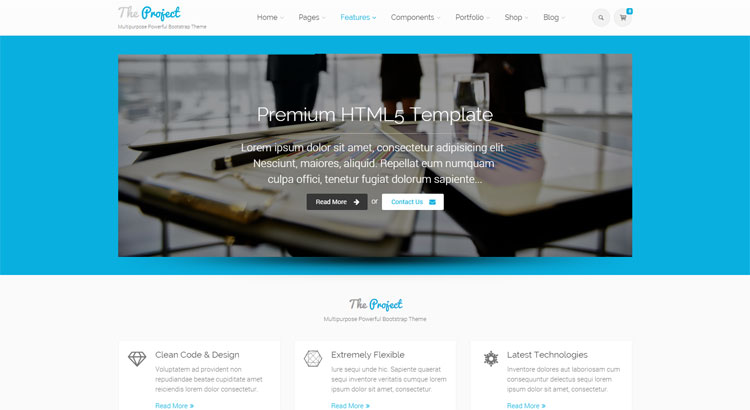 The Project
Multipurpose Powerful Bootstrap Theme
Home Pages Features Components Portfolio Shop Blog
0
Premium HTML5 Template
Lorem ipsum dolor sit amet, consectetur adipisicing elit.
Nesciunt, maiores, aliquid. Repellat eum numquam
culpa offici, tenetur fugiat dolorum sapiente...
Read More or Contact Us
The Project
Multipurpose Powerful Bootstrap Theme
Clean Code & Design
Voluptatem ad provident non
repudiandae beatae cupiditate amet
reiciendis lorem dolor consectetur.
Read More
Extremely Flexible
Iure sequi unde hic. Sapiente quaerat
sequi inventore veritatis cumque lorem
ipsum dolor sit amet, consectetur.
Read More
Latest Technologies
Inventore dolores aut laboriosam cum
consequuntur delectus sequi lorem
ipsum dolor sit amet, consectetur.
Read More